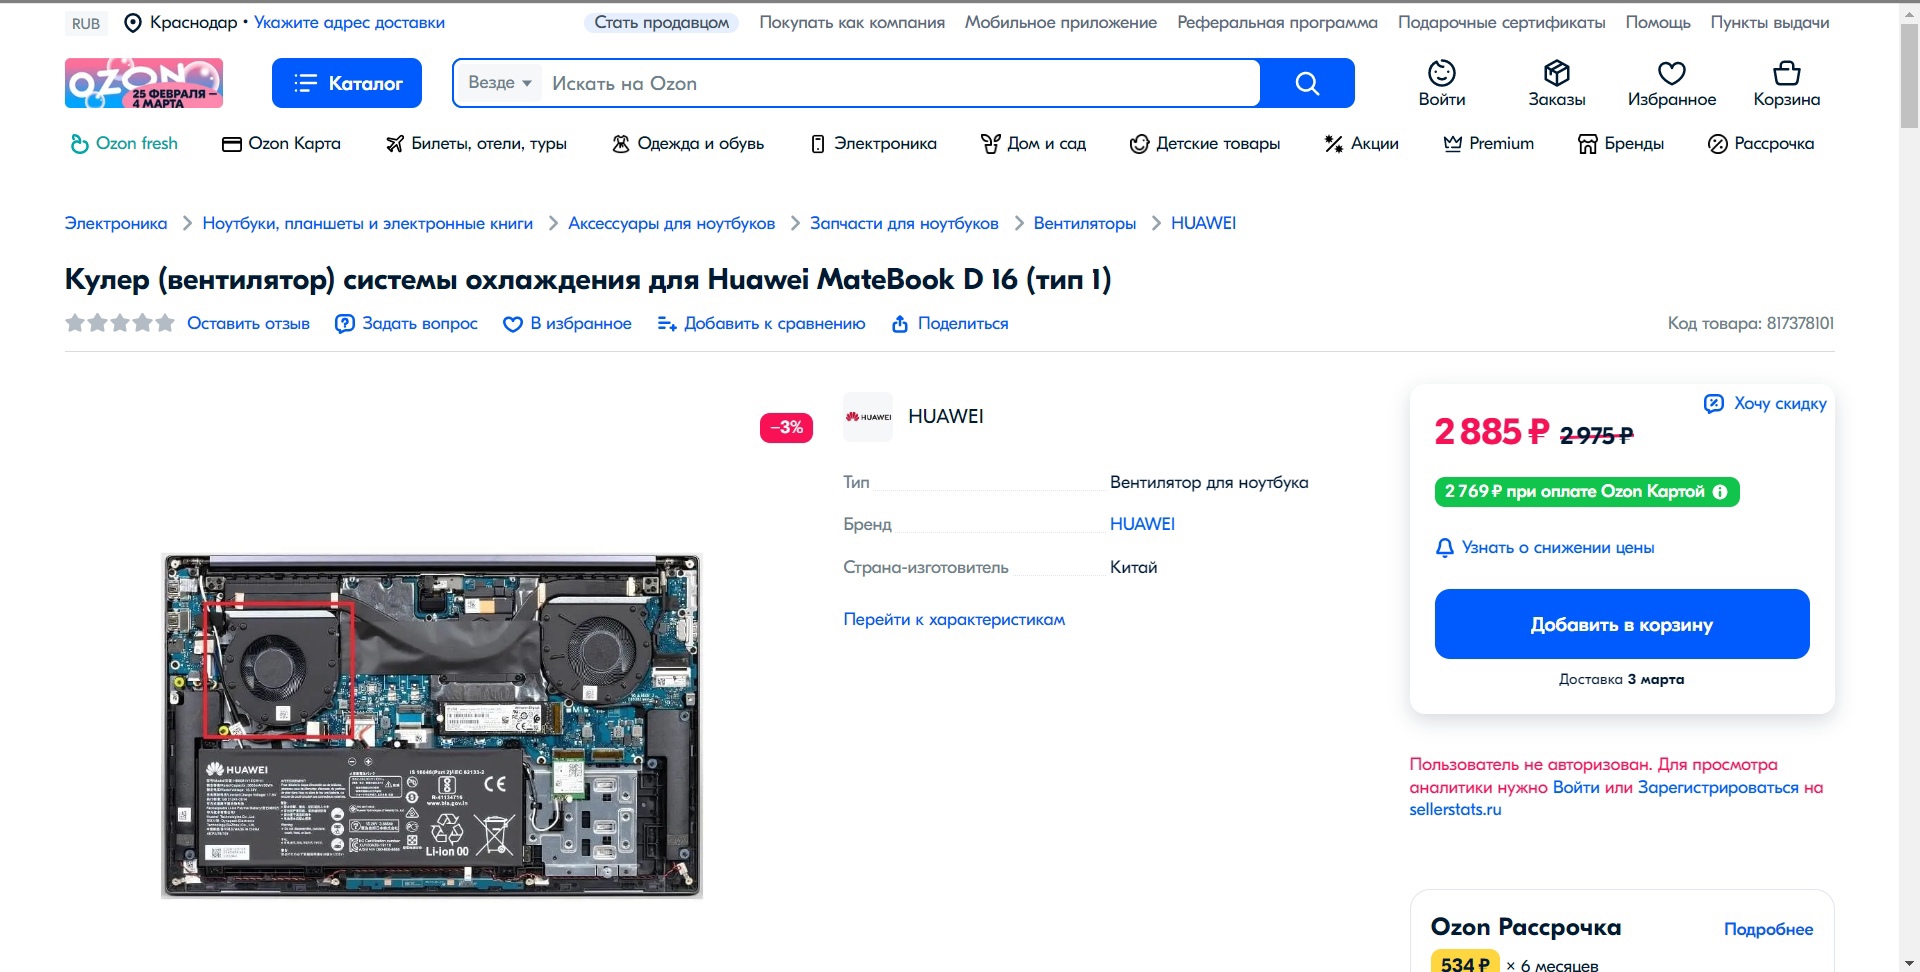 RUB
Краснодар • Укажите адрес доставки
Стать продавцом
Покупать как компания
Мобильное приложение
Реферальная программа
Подарочные сертификаты
Помощь
Пункты выдачи
OZON
25 ФЕВРАЛЯ –
4 МАРТА
Каталог
Везде
Искать на Ozon
Войти
Заказы
Избранное
Корзина
Ozon fresh
Ozon Карта
Билеты, отели, туры
Одежда и обувь
Электроника
Дом и сад
Детские товары
Акции
Premium
Бренды
Рассрочка
Электроника
Ноутбуки, планшеты и электронные книги
Аксессуары для ноутбуков
Запчасти для ноутбуков
Вентиляторы
HUAWEI
Кулер (вентилятор) системы охлаждения для Huawei MateBook D 16 (тип 1)
Оставить отзыв
Задать вопрос
В избранное
Добавить к сравнению
Поделиться
Код товара: 817378101
–3%
HUAWEI
Li-ion 00
HUAWEI
HUAWEI
Тип
Вентилятор для ноутбука
Бренд
HUAWEI
Страна-изготовитель
Китай
Перейти к характеристикам
Хочу скидку
2 885 ₽ 2 975 ₽
2 769 ₽ при оплате Ozon Картой
Узнать о снижении цены
Добавить в корзину
Доставка 3 марта
Пользователь не авторизован. Для просмотра
аналитики нужно Войти или Зарегистрироваться на
sellerstats.ru
Ozon Рассрочка
Подробнее
534 ₽ × 6 месяцев